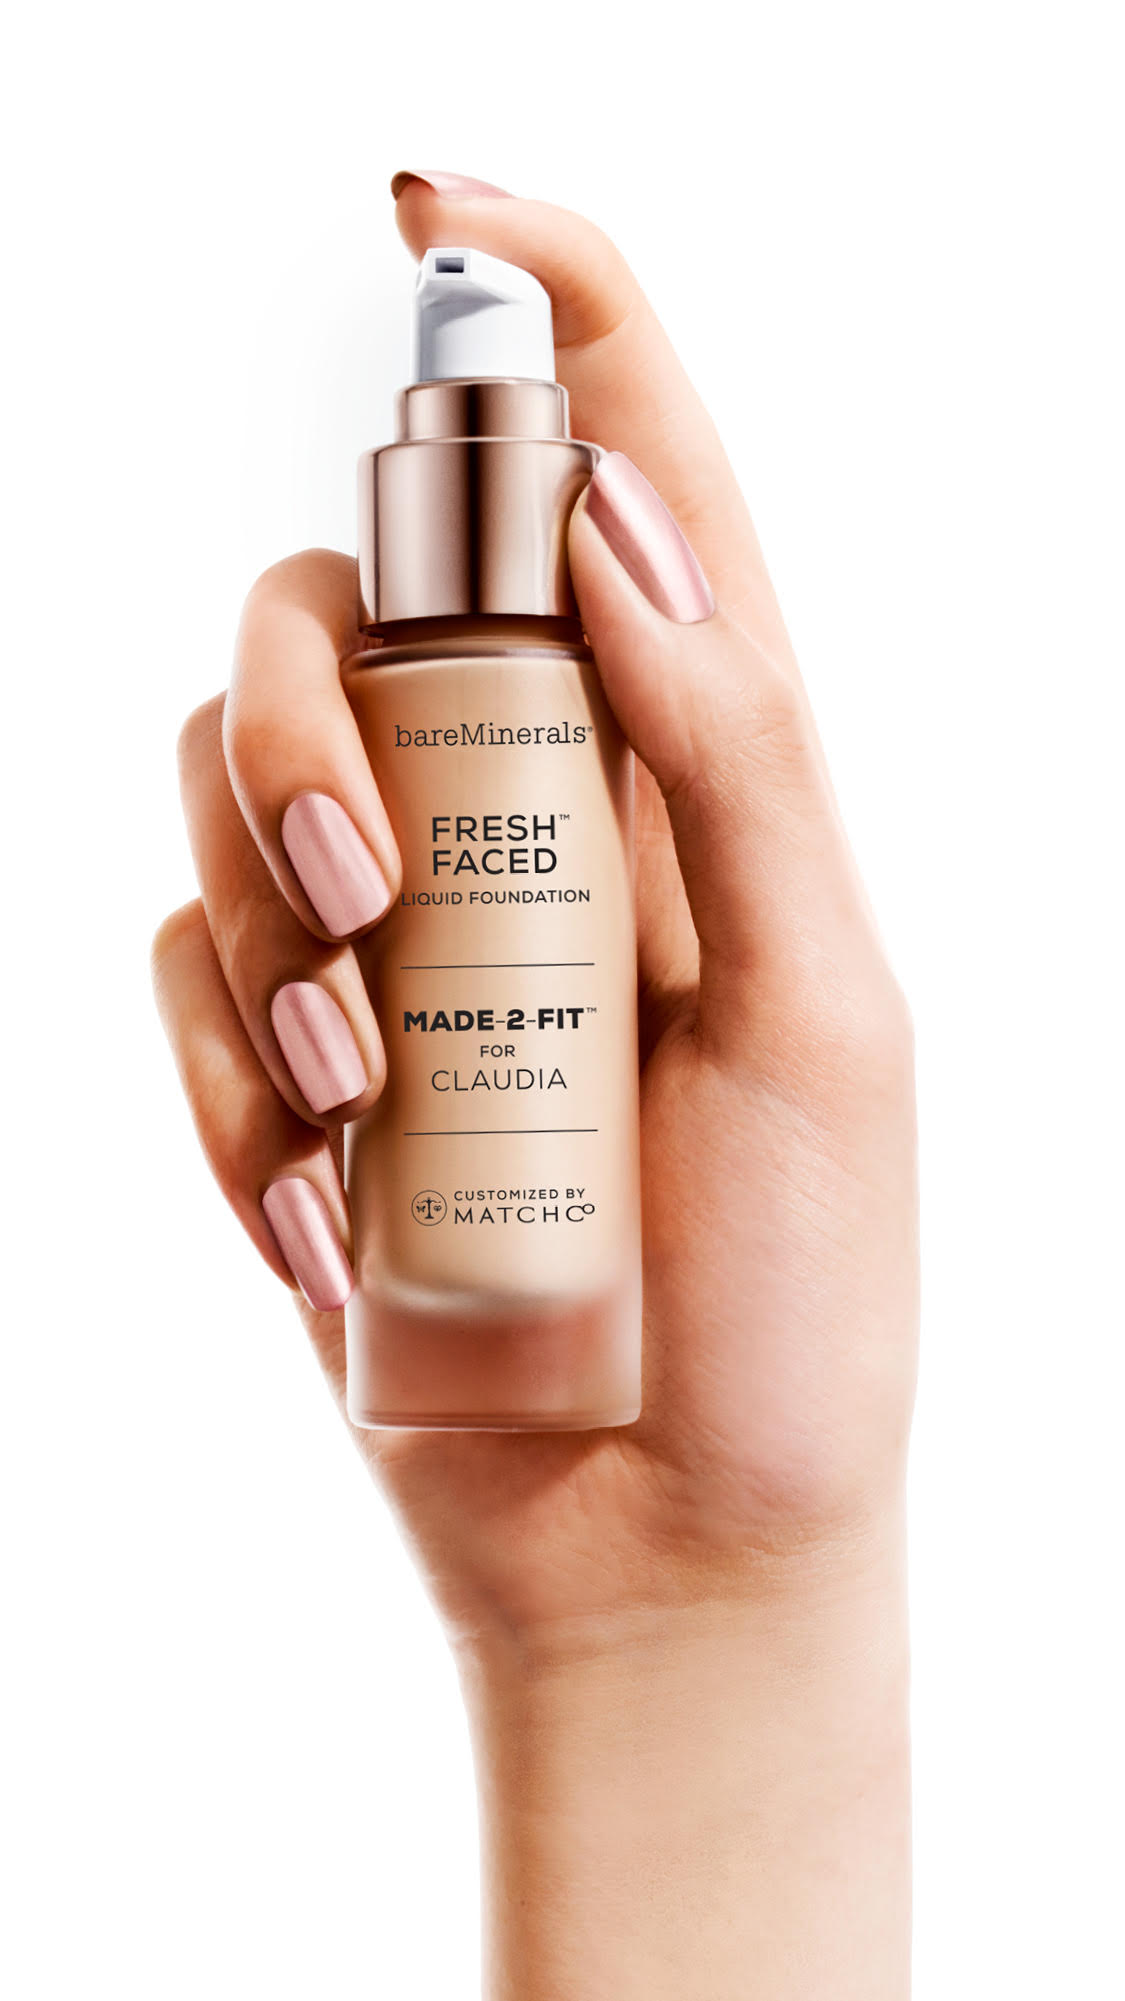 bareMinerals®
FRESH™
FACED
LIQUID FOUNDATION
MADE-2-FIT™
FOR
CLAUDIA
CUSTOMIZED BY
MATCHCO